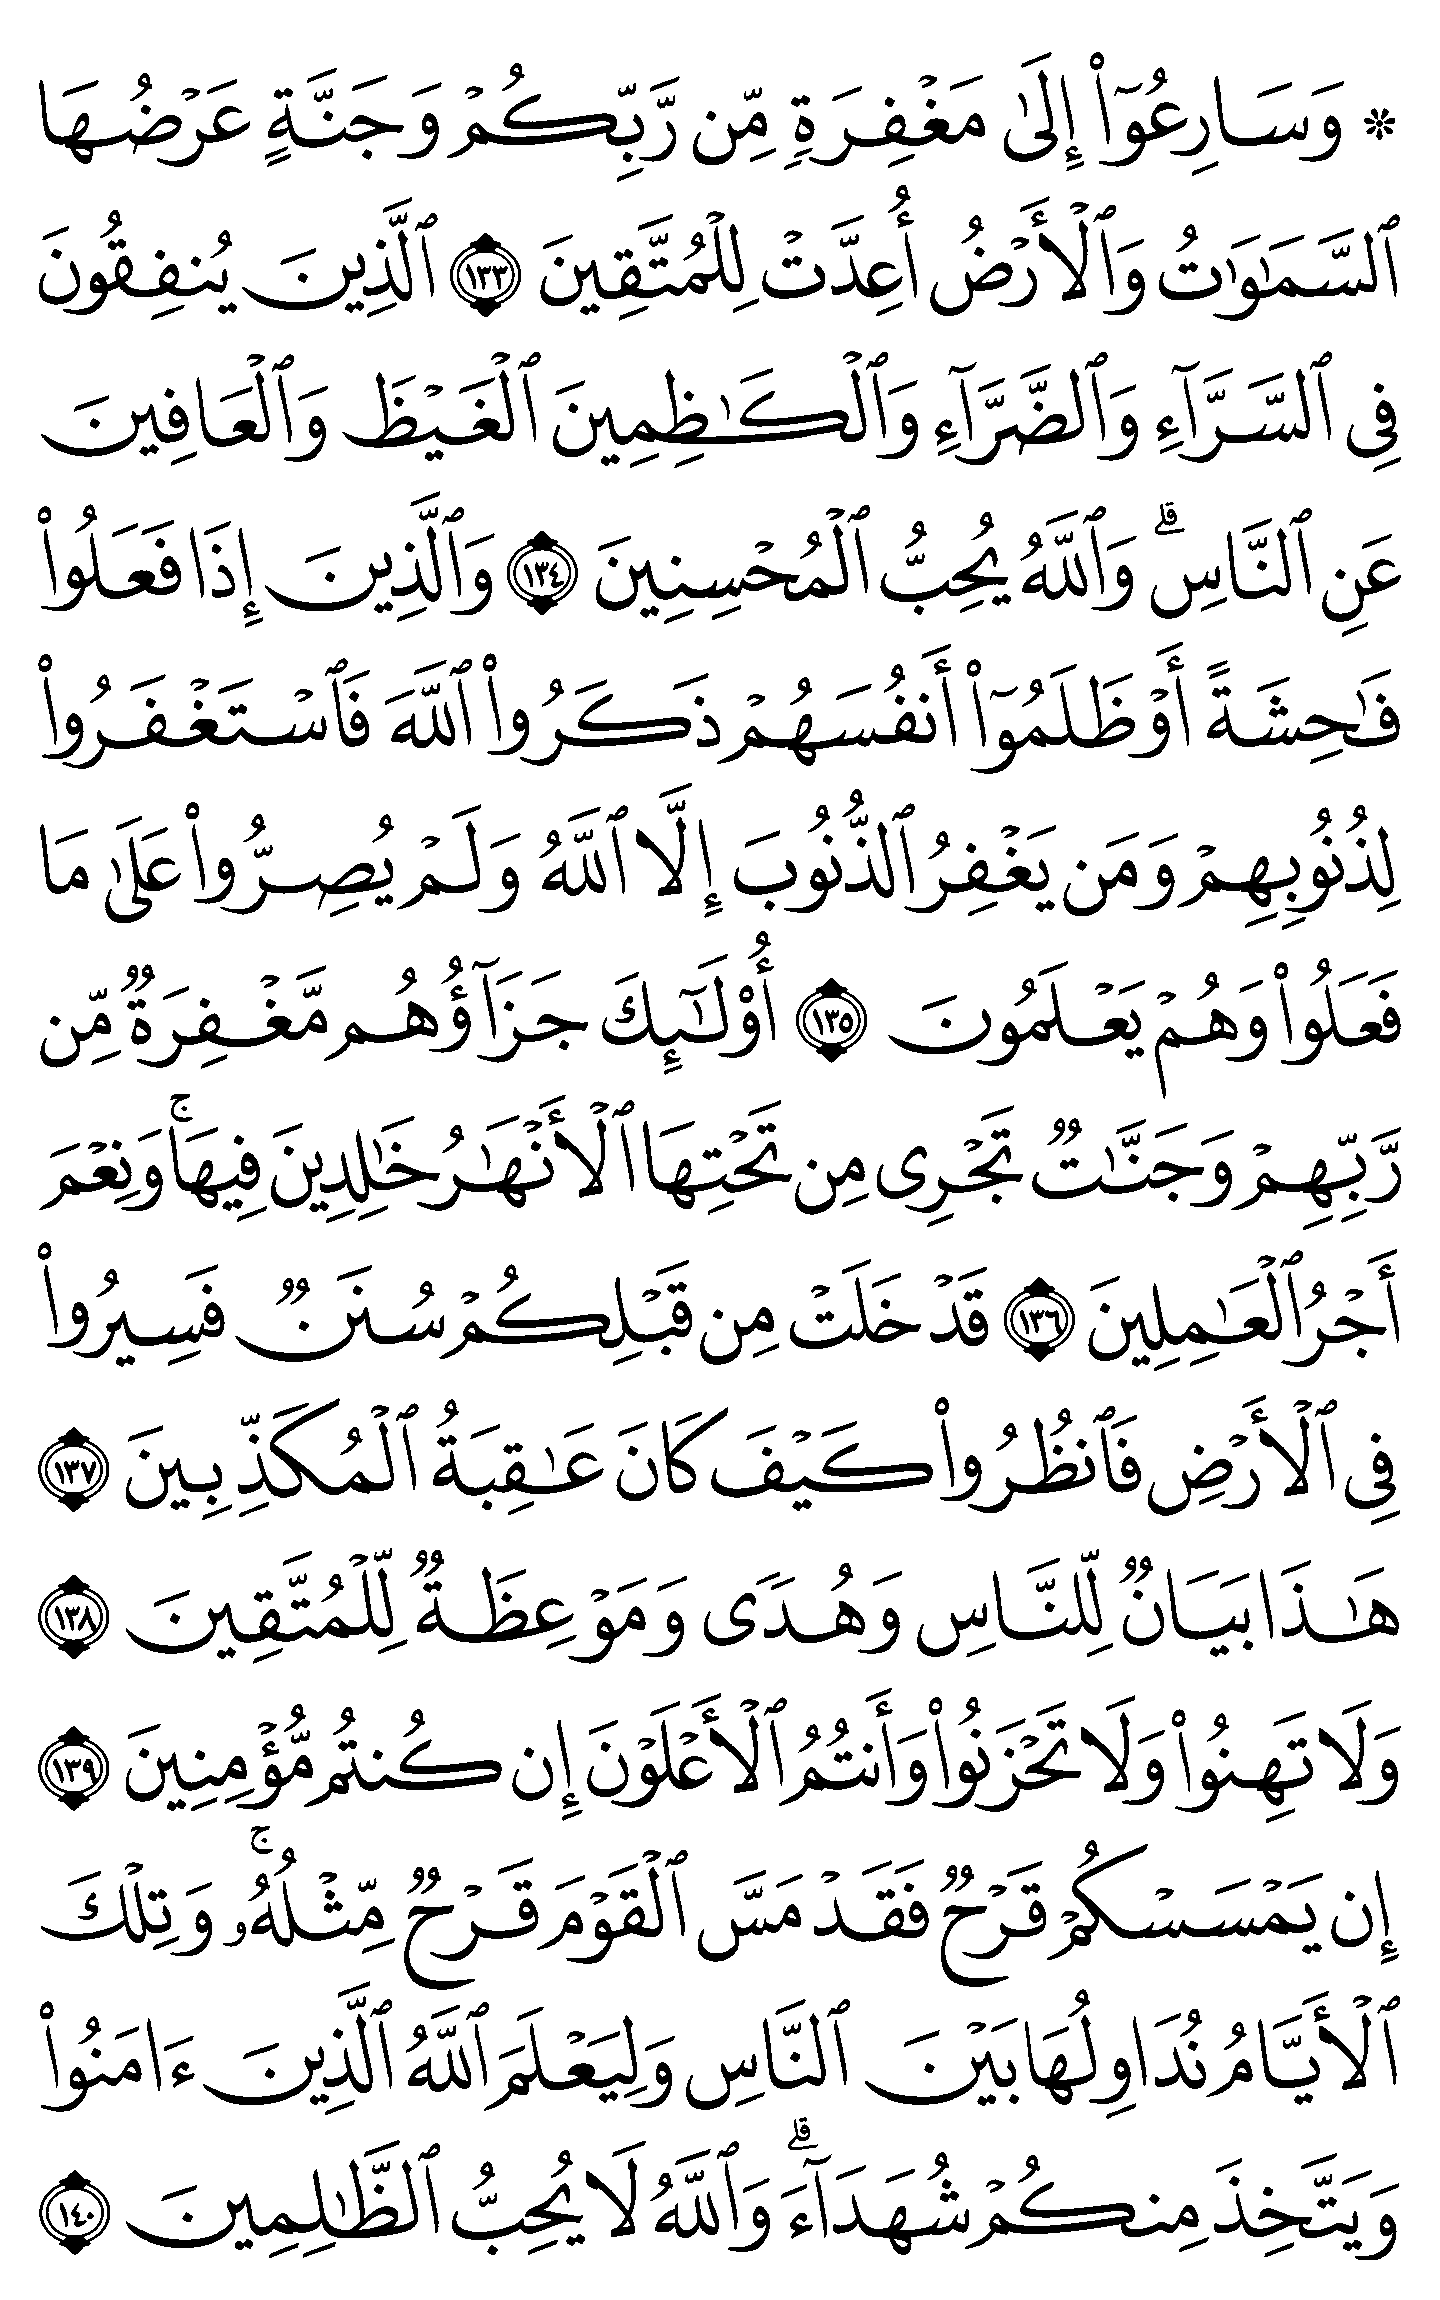 ۞ وَسَارِعُوٓا۟ إِلَىٰ مَغْفِرَةٍ مِّن رَّبِّكُمْ وَجَنَّةٍ عَرْضُهَا
ٱلسَّمَـٰوَٰتُ وَٱلْأَرْضُ أُعِدَّتْ لِلْمُتَّقِينَ ١٣٣ ٱلَّذِينَ يُنفِقُونَ
فِى ٱلسَّرَّآءِ وَٱلضَّرَّآءِ وَٱلْكَـٰظِمِينَ ٱلْغَيْظَ وَٱلْعَافِينَ
عَنِ ٱلنَّاسِ ۗ وَٱللَّهُ يُحِبُّ ٱلْمُحْسِنِينَ ١٣٤ وَٱلَّذِينَ إِذَا فَعَلُوا۟
فَـٰحِشَةً أَوْ ظَلَمُوٓا۟ أَنفُسَهُمْ ذَكَرُوا۟ ٱللَّهَ فَٱسْتَغْفَرُوا۟
لِذُنُوبِهِمْ وَمَن يَغْفِرُ ٱلذُّنُوبَ إِلَّا ٱللَّهُ وَلَمْ يُصِرُّوا۟ عَلَىٰ مَا
فَعَلُوا۟ وَهُمْ يَعْلَمُونَ ١٣٥ أُو۟لَـٰٓئِكَ جَزَآؤُهُم مَّغْفِرَةٌ مِّن
رَّبِّهِمْ وَجَنَّـٰتٌ تَجْرِى مِن تَحْتِهَا ٱلْأَنْهَـٰرُ خَـٰلِدِينَ فِيهَا ۚ وَنِعْمَ
أَجْرُ ٱلْعَـٰمِلِينَ ١٣٦ قَدْ خَلَتْ مِن قَبْلِكُمْ سُنَنٌ فَسِيرُوا۟
فِى ٱلْأَرْضِ فَٱنظُرُوا۟ كَيْفَ كَانَ عَـٰقِبَةُ ٱلْمُكَذِّبِينَ ١٣٧
هَـٰذَا بَيَانٌ لِّلنَّاسِ وَهُدًى وَمَوْعِظَةٌ لِّلْمُتَّقِينَ ١٣٨
وَلَا تَهِنُوا۟ وَلَا تَحْزَنُوا۟ وَأَنتُمُ ٱلْأَعْلَوْنَ إِن كُنتُم مُّؤْمِنِينَ ١٣٩
إِن يَمْسَسْكُمْ قَرْحٌ فَقَدْ مَسَّ ٱلْقَوْمَ قَرْحٌ مِّثْلُهُۥ ۚ وَتِلْكَ
ٱلْأَيَّامُ نُدَاوِلُهَا بَيْنَ ٱلنَّاسِ وَلِيَعْلَمَ ٱللَّهُ ٱلَّذِينَ ءَامَنُوا۟
وَيَتَّخِذَ مِنكُمْ شُهَدَآءَ ۗ وَٱللَّهُ لَا يُحِبُّ ٱلظَّـٰلِمِينَ ١٤٠